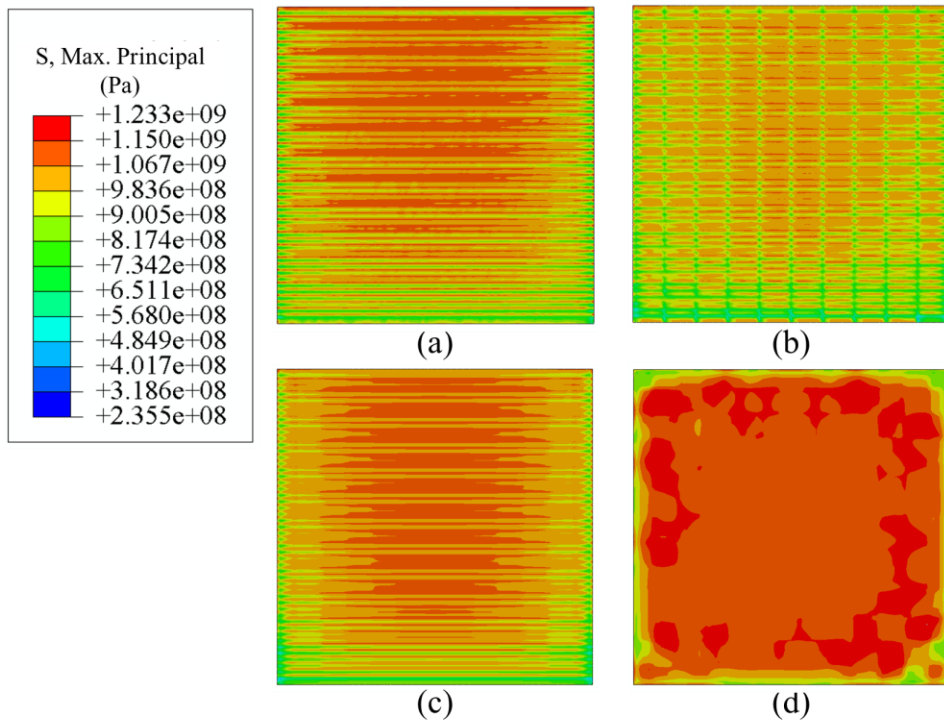 S, Max. Principal
(Pa)
+1.233e+09
+1.150e+09
+1.067e+09
+9.836e+08
+9.005e+08
+8.174e+08
+7.342e+08
+6.511e+08
+5.680e+08
+4.849e+08
+4.017e+08
+3.186e+08
+2.355e+08
(a)
(b)
(c)
(d)